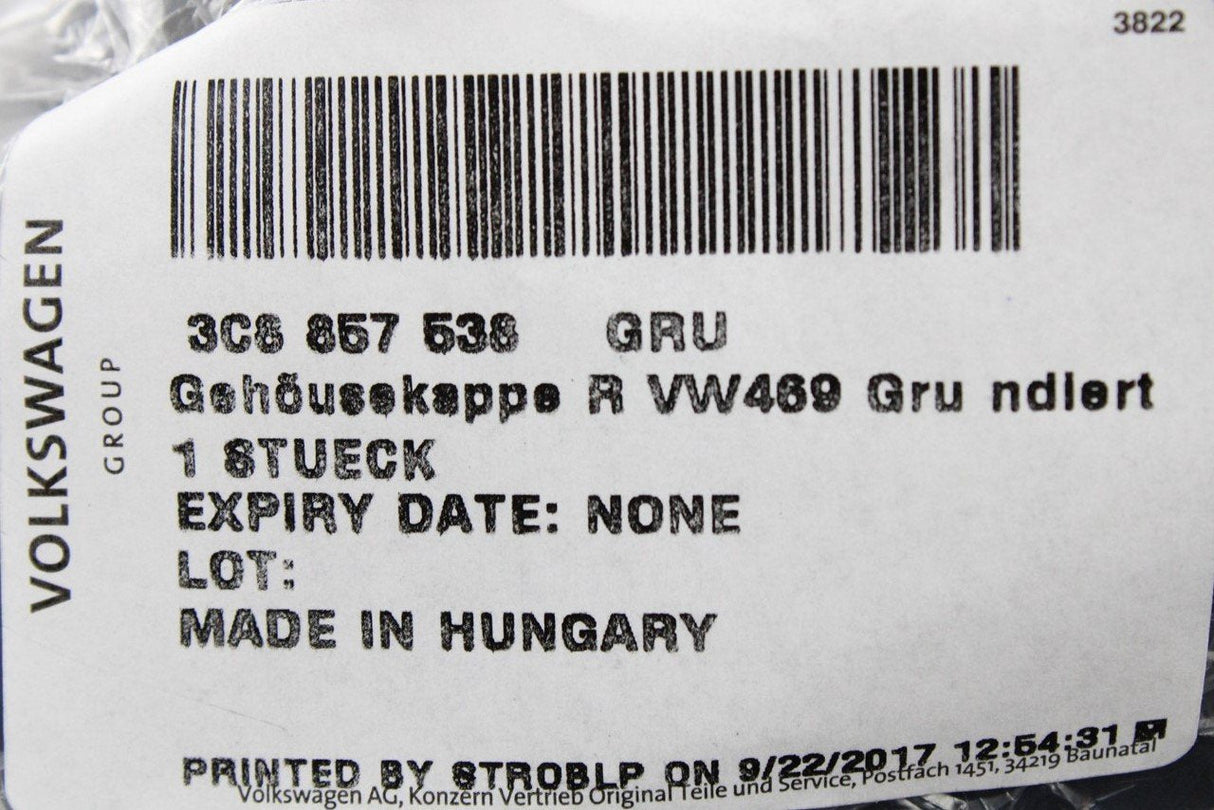 3822
VOLKSWAGEN
GROUP
3C8 857 538 GRU
Gehäusekappe R VW469 Gru ndiert
1 STUECK
EXPIRY DATE: NONE
LOT:
MADE IN HUNGARY
PRINTED BY STROBLP ON 9/22/2017 12:54:31
Volkswagen AG, Konzern Vertrieb Original Teile und Service, Postfach 1451, 34219 Baunatal